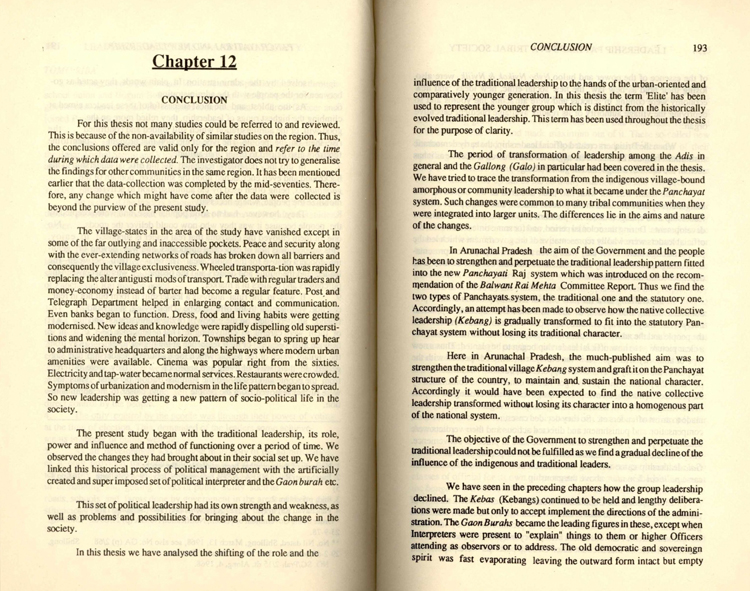 Chapter 12
CONCLUSION
For this thesis not many studies could be referred to and reviewed.
This is because of the non-availability of similar studies on the region. Thus,
the conclusions offered are valid only for the region and refer to the time
during which data were collected. The investigator does not try to generalise
the findings for other communities in the same region. It has been mentioned
earlier that the data-collection was completed by the mid-seventies. There-
fore, any change which might have come after the data were collected is
beyond the purview of the present study.
The village-states in the area of the study have vanished except in
some of the far outlying and inaccessible pockets. Peace and security along
with the ever-extending networks of roads has broken down all barriers and
consequently the village exclusiveness. Wheeled transporta-tion was rapidly
replacing the alter antigusti mods of transport. Trade with regular traders and
money-economy instead of barter had become a regular feature. Post and
Telegraph Department helped in enlarging contact and communication.
Even banks began to function. Dress, food and living habits were getting
modernised. New ideas and knowledge were rapidly dispelling old supersti-
tions and widening the mental horizon. Townships began to spring up hear
to administrative headquarters and along the highways where modern urban
amenities were available. Cinema was popular right from the sixties.
Electricity and tap-water became normal services. Restaurants were crowded.
Symptoms of urbanization and modernism in the life pattern began to spread.
So new leadership was getting a new pattern of socio-political life in the
society.
The present study began with the traditional leadership, its role,
power and influence and method of functioning over a period of time. We
observed the changes they had brought about in their social set up. We have
linked this historical process of political management with the artificially
created and super imposed set of political interpreter and the Gaon burah etc.
This set of political leadership had its own strength and weakness, as
well as problems and possibilities for bringing about the change in the
society.
In this thesis we have analysed the shifting of the role and the
CONCLUSION 193
influence of the traditional leadership to the hands of the urban-oriented and
comparatively younger generation. In this thesis the term 'Elite' has been
used to represent the younger group which is distinct from the historically
evolved traditional leadership. This term has been used throughout the thesis
for the purpose of clarity.
The period of transformation of leadership among the Adis in
general and the Gallong (Galo) in particular had been covered in the thesis.
We have tried to trace the transformation from the indigenous village-bound
amorphous or community leadership to what it became under the Panchayat
system. Such changes were common to many tribal communities when they
were integrated into larger units. The differences lie in the aims and nature
of the changes.
In Arunachal Pradesh the aim of the Government and the people
has been to strengthen and perpetuate the traditional leadership pattern fitted
into the new Panchayati Raj system which was introduced on the recom-
mendation of the Balwant Rai Mehta Committee Report. Thus we find the
two types of Panchayats.system, the traditional one and the statutory one.
Accordingly, an attempt has been made to observe how the native collective
leadership (Kebang) is gradually transformed to fit into the statutory Pan-
chayat system without losing its traditional character.
Here in Arunachal Pradesh, the much-published aim was to
strengthen the traditional village Kebang system and graft it on the Panchayat
structure of the country, to maintain and sustain the national character.
Accordingly it would have been expected to find the native collective
leadership transformed without losing its character into a homogenous part
of the national system.
The objective of the Government to strengthen and perpetuate the
traditional leadership could not be fulfilled as we find a gradual decline of the
influence of the indigenous and traditional leaders.
We have seen in the preceding chapters how the group leadership
declined. The Kebas (Kebangs) continued to be held and lengthy delibera-
tions were made but only to accept implement the directions of the admini-
stration. The Gaon Burahs became the leading figures in these, except when
Interpreters were present to "explain" things to them or higher Officers
attending as observors or to address. The old democratic and sovereingn
spirit was fast evaporating leaving the outward form intact but empty